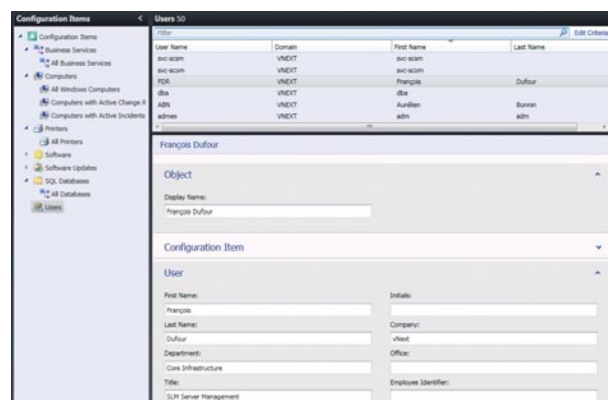 Configuration Items
Users 50
Configuration Items
Business Services
All Business Services
Computers
All Windows Computers
Computers with Active Change R
Computers with Active Incidents
Printers
All Printers
Software
Software Updates
SQL Databases
All Databases
Users
Filter
Edit Criteria
User Name Domain First Name Last Name
svc-scsm VNEXT svc-scsm
svc-scom VNEXT svc-scom
FDR VNEXT François Dufour
dba VNEXT dba
ABN VNEXT Aurélien Bonnin
admex VNEXT adm adm
François Dufour
Object
Display Name:
François Dufour
Configuration Item
User
First Name: Initials:
François
Last Name: Company:
Dufour vNext
Department: Office:
Core Infrastructure
Title: Employee Identifier:
SLM Server Management